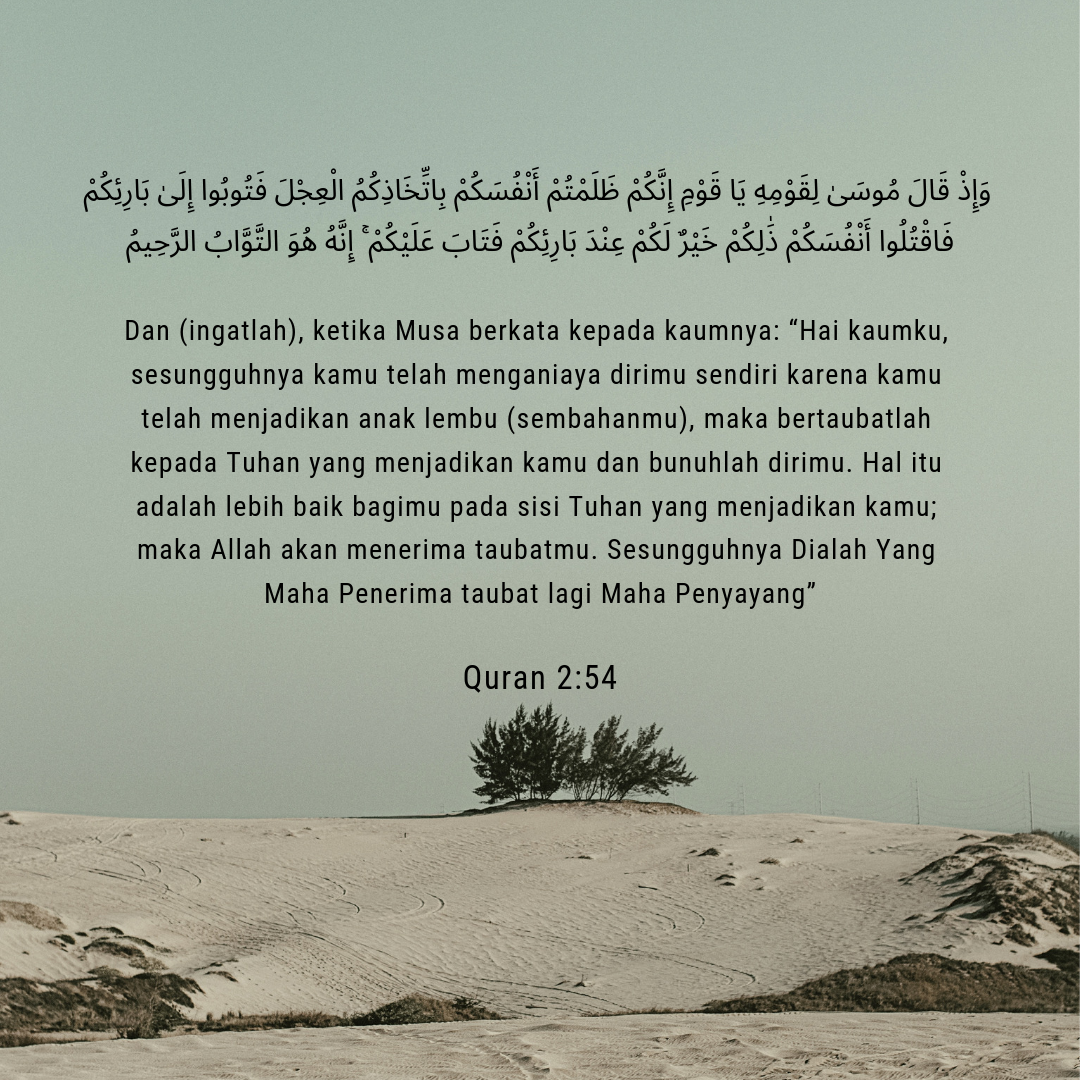 وَإِذْ قَالَ مُوسَىٰ لِقَوْمِهِ يَا قَوْمِ إِنَّكُمْ ظَلَمْتُمْ أَنْفُسَكُمْ بِاتِّخَاذِكُمُ الْعِجْلَ فَتُوبُوا إِلَىٰ بَارِئِكُمْ
فَاقْتُلُوا أَنْفُسَكُمْ ذَٰلِكُمْ خَيْرٌ لَكُمْ عِنْدَ بَارِئِكُمْ فَتَابَ عَلَيْكُمْ ۚ إِنَّهُ هُوَ التَّوَّابُ الرَّحِيمُ
Dan (ingatlah), ketika Musa berkata kepada kaumnya: “Hai kaumku,
sesungguhnya kamu telah menganiaya dirimu sendiri karena kamu
telah menjadikan anak lembu (sembahanmu), maka bertaubatlah
kepada Tuhan yang menjadikan kamu dan bunuhlah dirimu. Hal itu
adalah lebih baik bagimu pada sisi Tuhan yang menjadikan kamu;
maka Allah akan menerima taubatmu. Sesungguhnya Dialah Yang
Maha Penerima taubat lagi Maha Penyayang”
Quran 2:54